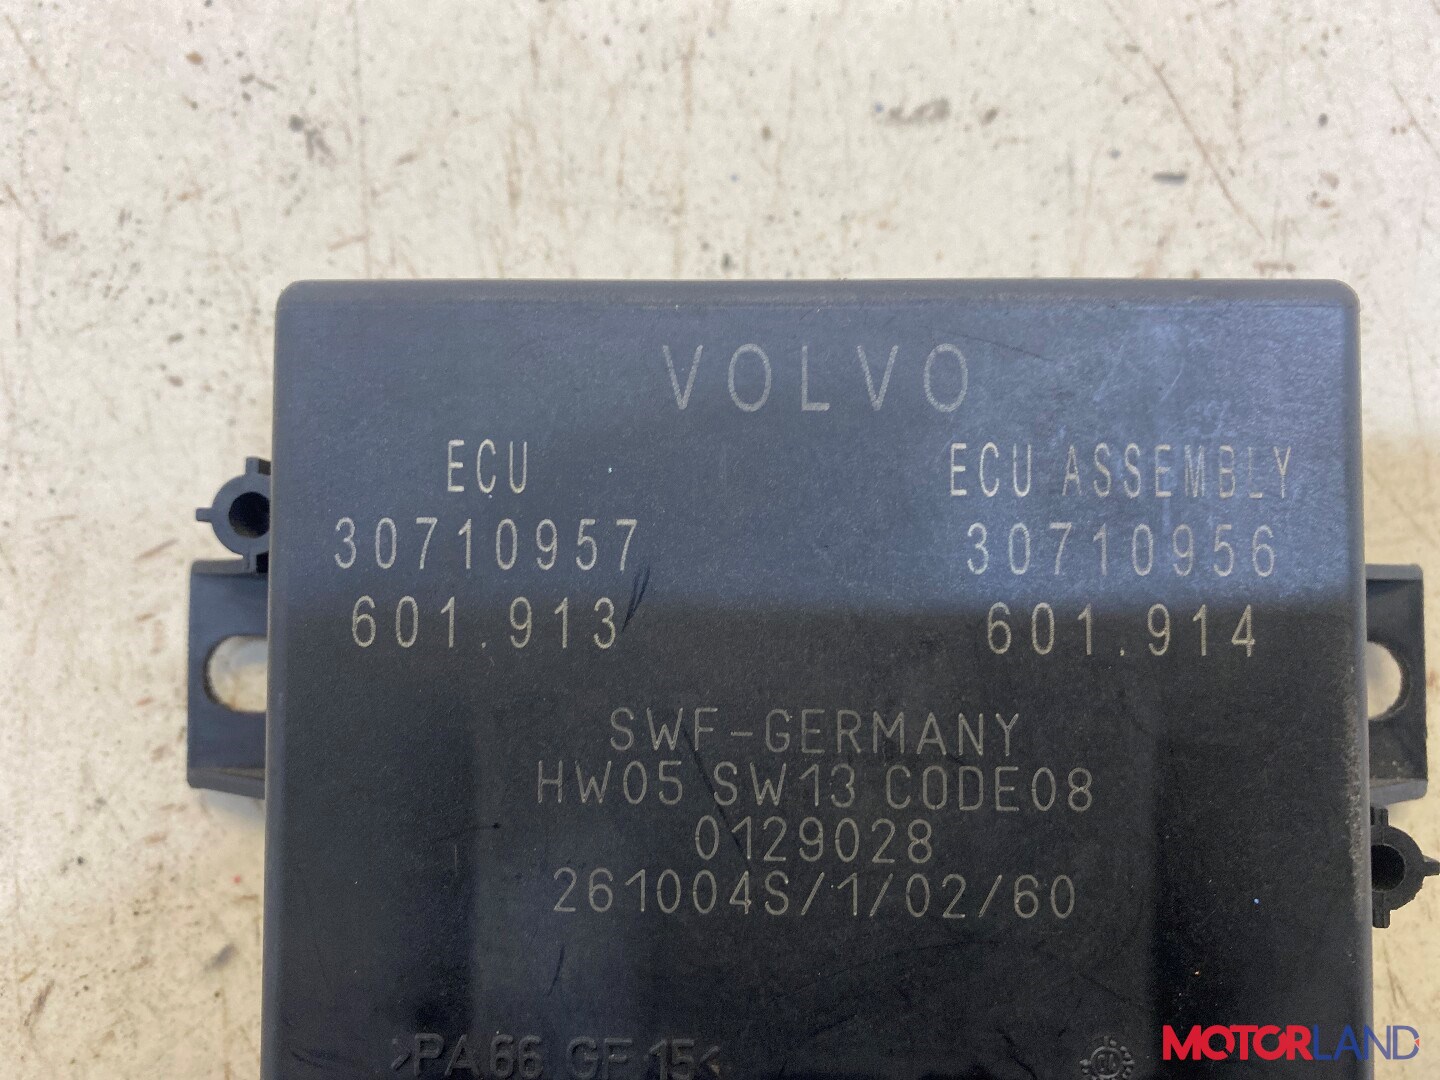 VOLVO
ECU ECU ASSEMBLY
30710957 30710956
601.913 601.914
SWF-GERMANY
HW05 SW13 CODE08
0129028
261004S/1/02/60
>PA66 GF 15<
MOTORLAND